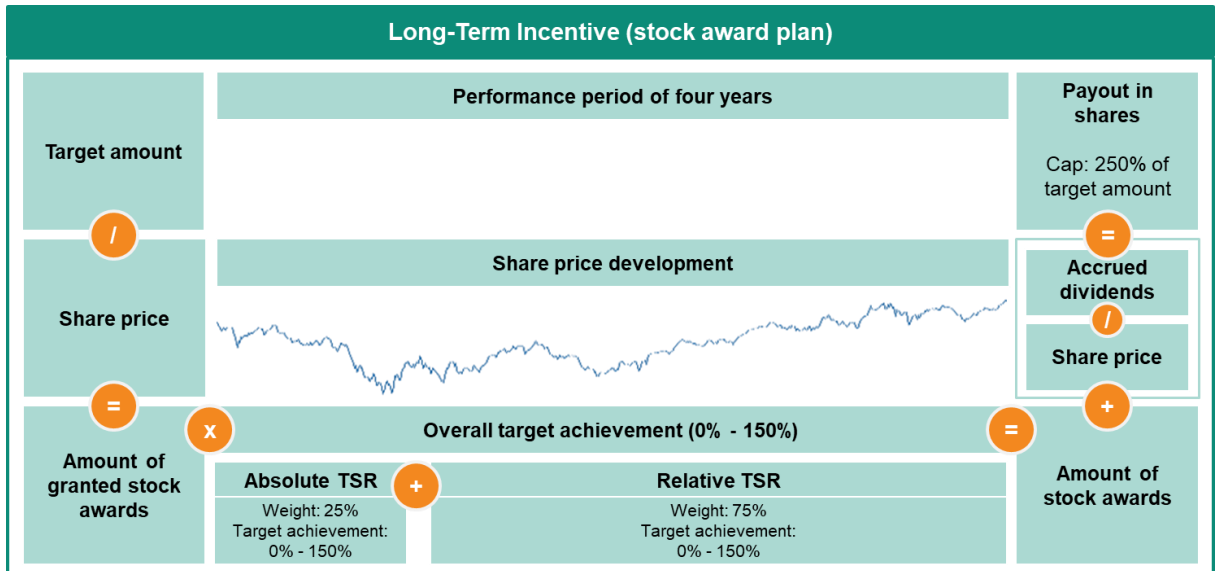 Long-Term Incentive (stock award plan)
Target amount
/
Share price
=
Amount of
granted stock
awards
Performance period of four years
Share price development
x
Overall target achievement (0% - 150%)
=
Absolute TSR
Weight: 25%
Target achievement:
0% - 150%
+
Relative TSR
Weight: 75%
Target achievement:
0% - 150%
Payout in
shares
Cap: 250% of
target amount
=
Accrued
dividends
/
Share price
+
Amount of
stock awards